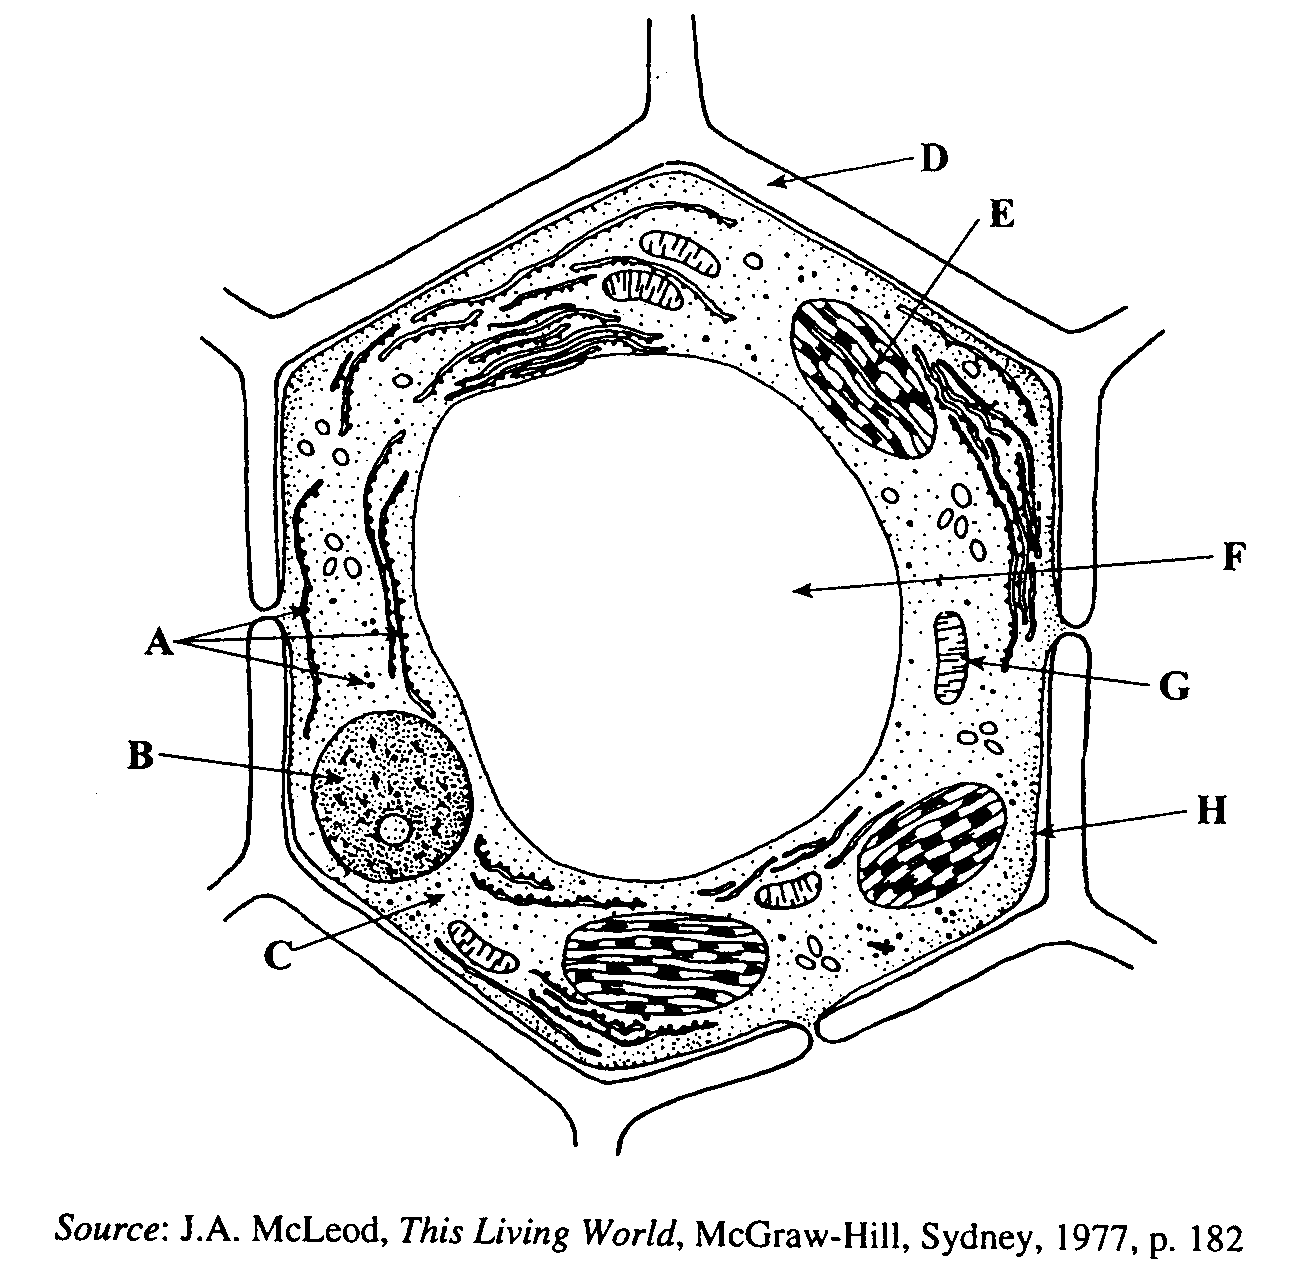 D
E
F
A
G
B
H
C
Source: J.A. McLeod, This Living World, McGraw-Hill, Sydney, 1977, p. 182